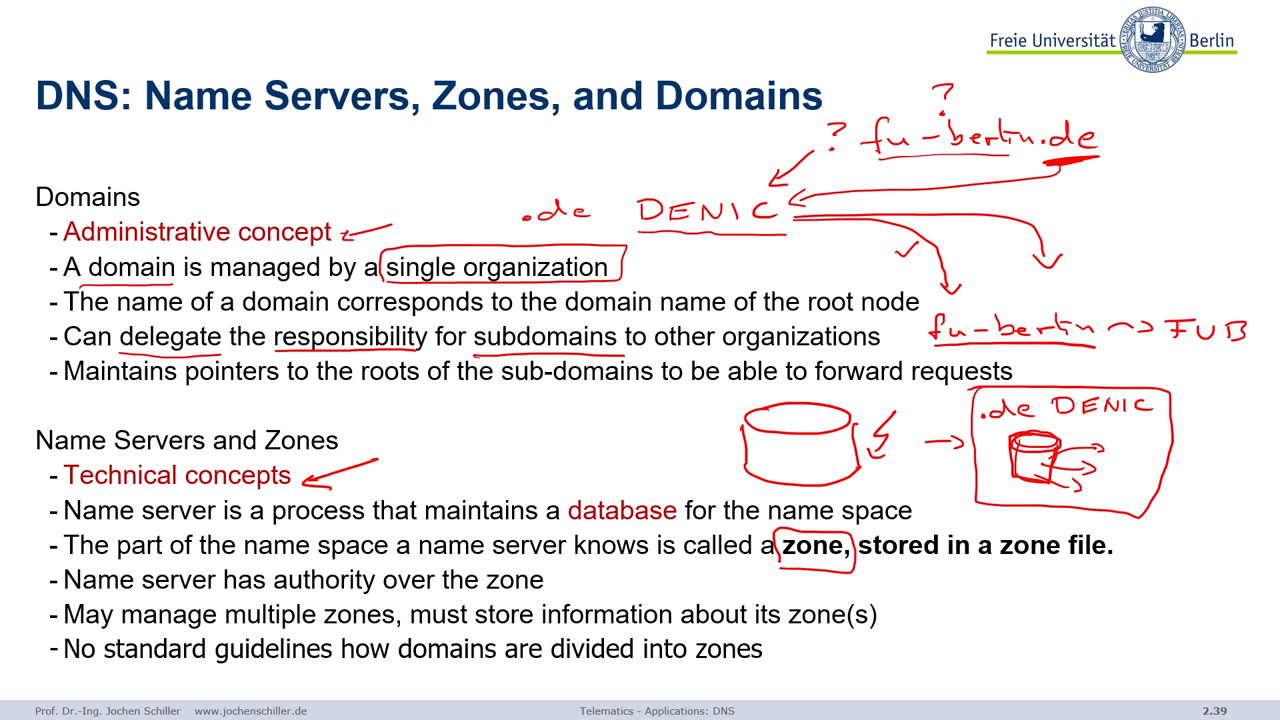 Freie Universität Berlin
DNS: Name Servers, Zones, and Domains
?
? fu-berlin.de
Domains
.de DENIC
- Administrative concept
- A domain is managed by a single organization
- The name of a domain corresponds to the domain name of the root node
- Can delegate the responsibility for subdomains to other organizations
fu-berlin → FUB
- Maintains pointers to the roots of the sub-domains to be able to forward requests
.de DENIC
Name Servers and Zones
- Technical concepts
- Name server is a process that maintains a database for the name space
- The part of the name space a name server knows is called a zone, stored in a zone file.
- Name server has authority over the zone
- May manage multiple zones, must store information about its zone(s)
- No standard guidelines how domains are divided into zones
Prof. Dr.-Ing. Jochen Schiller www.jochenschiller.de Telematics - Applications: DNS 2.39